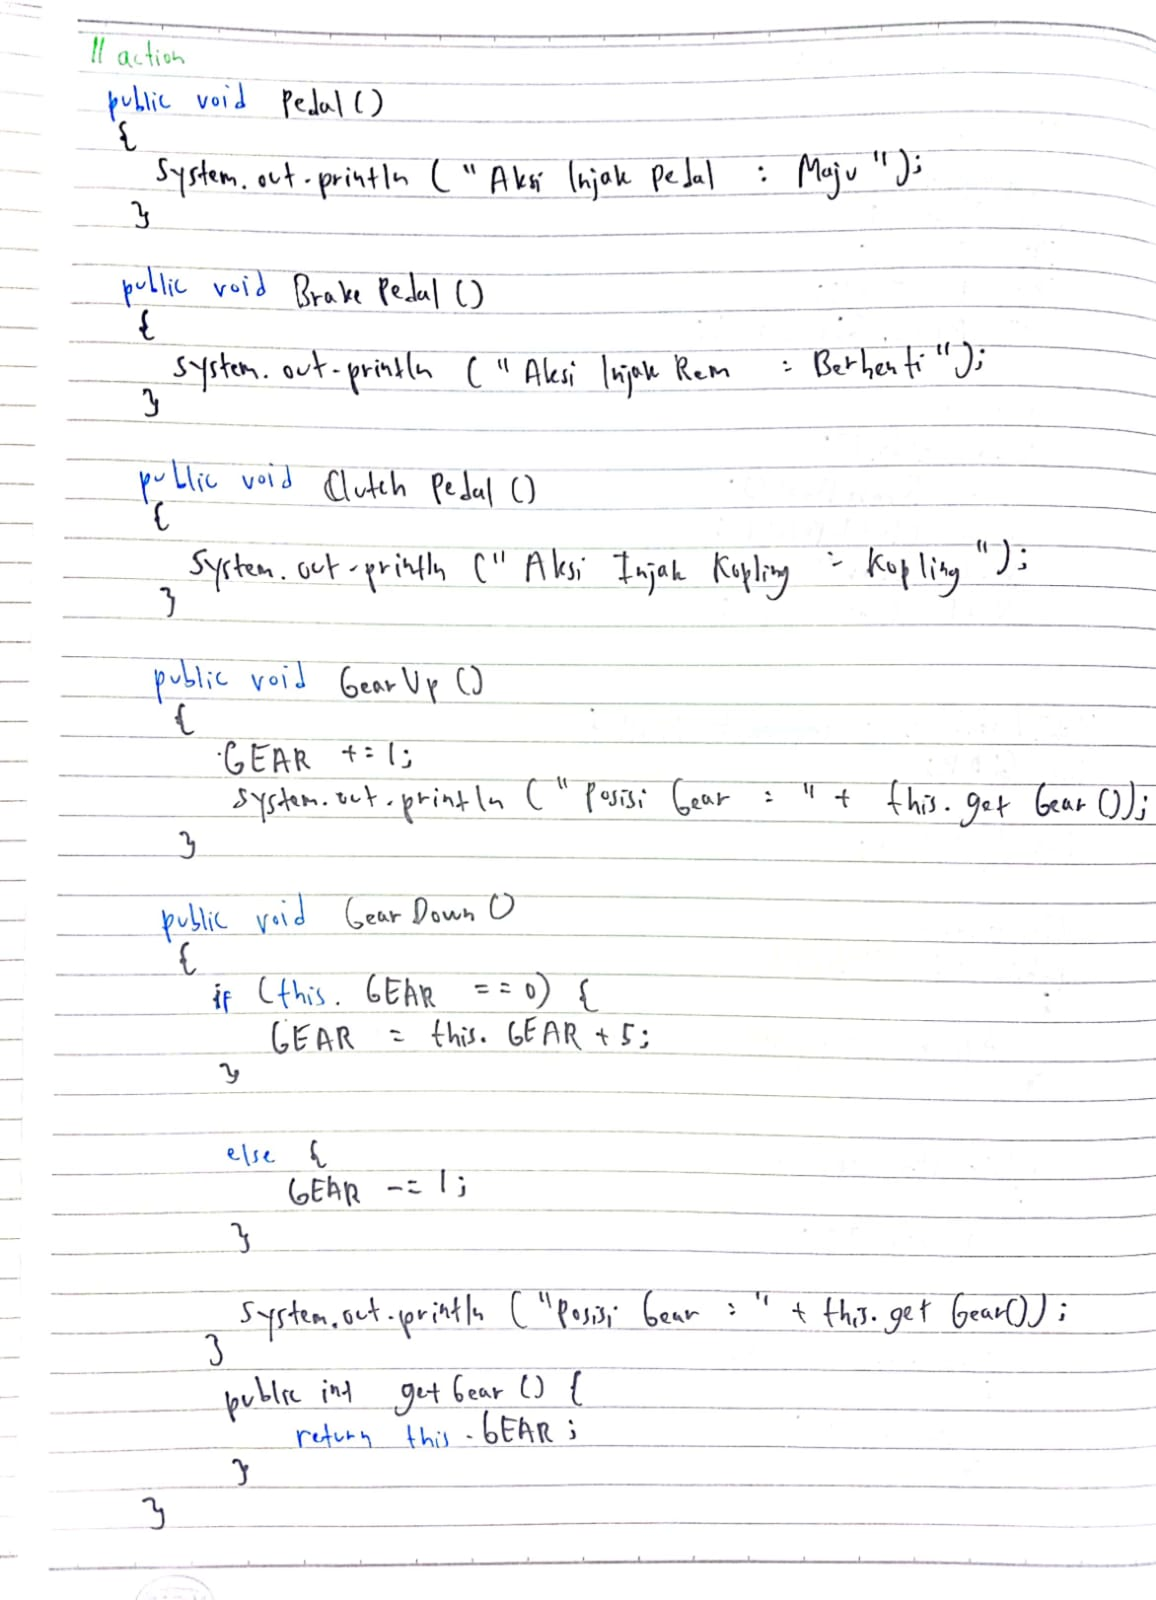 // action
public void Pedal ()
{
System.out.println ("Aksi Injak Pedal : Maju");
}
public void Brake Pedal ()
{
System.out.println ("Aksi Injak Rem : Berhenti");
}
public void Clutch Pedal ()
{
System.out.println ("Aksi Injak Kopling : Kopling");
}
public void Gear Up ()
{
GEAR += 1;
System.out.println ("Posisi Gear : " + this.get Gear ());
}
public void Gear Down ()
{
if (this. GEAR == 0) {
GEAR = this. GEAR + 5;
}
else {
GEAR -= 1;
}
System.out.println ("Posisi Gear : " + this.get Gear());
}
public int get Gear () {
return this.GEAR;
}
}